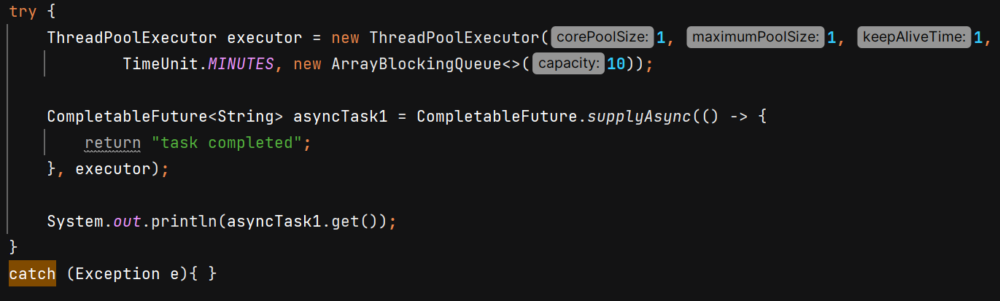 try {
    ThreadPoolExecutor executor = new ThreadPoolExecutor( corePoolSize: 1, maximumPoolSize: 1, keepAliveTime: 1,
            TimeUnit.MINUTES, new ArrayBlockingQueue<>( capacity: 10));
    CompletableFuture<String> asyncTask1 = CompletableFuture.supplyAsync(() -> {
        return "task completed";
    }, executor);
    System.out.println(asyncTask1.get());
}
catch (Exception e){ }